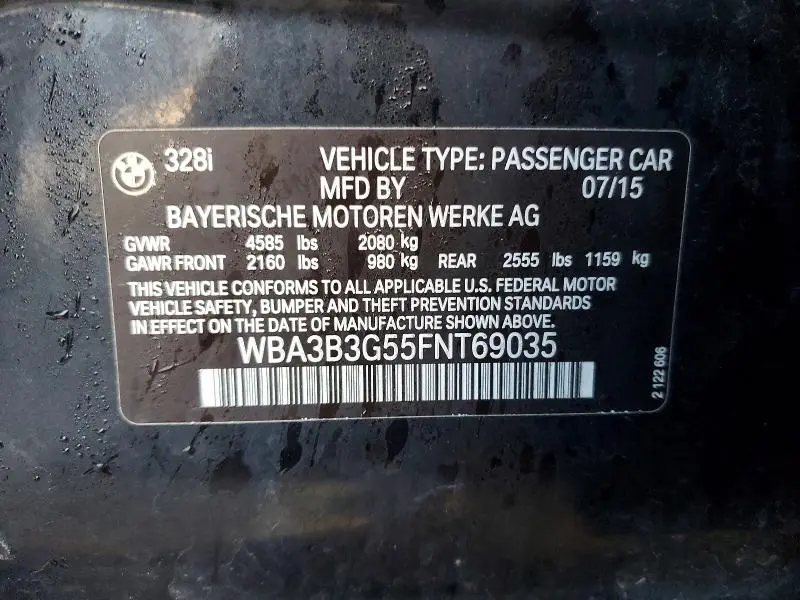 BMW
328i VEHICLE TYPE: PASSENGER CAR
MFD BY 07/15
BAYERISCHE MOTOREN WERKE AG
GVWR 4585 lbs 2080 kg
GAWR FRONT 2160 lbs 980 kg REAR 2555 lbs 1159 kg
THIS VEHICLE CONFORMS TO ALL APPLICABLE U.S. FEDERAL MOTOR
VEHICLE SAFETY, BUMPER AND THEFT PREVENTION STANDARDS
IN EFFECT ON THE DATE OF MANUFACTURE SHOWN ABOVE.
WBA3B3G55FNT69035
2 122 606